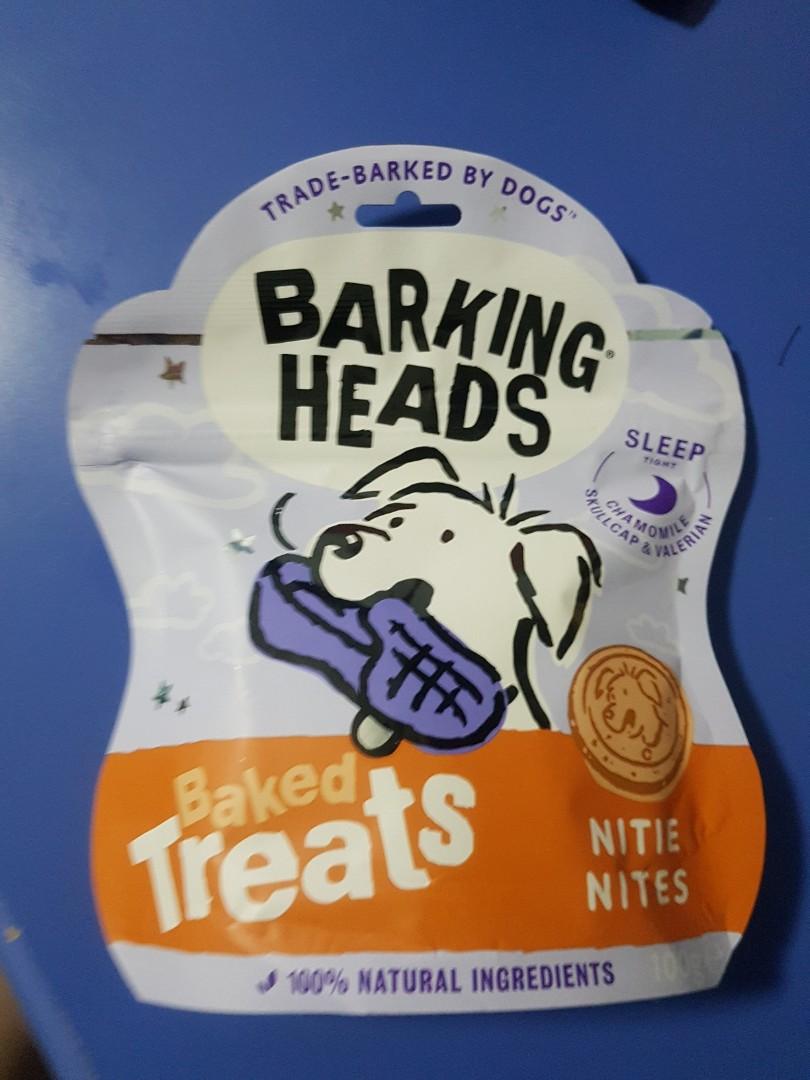 TRADE-BARKED BY DOGS™
BARKING
HEADS®
SLEEP
TIGHT
CHAMOMILE
SKULLCAP & VALERIAN
Baked
Treats
NITIE
NITES
100% NATURAL INGREDIENTS